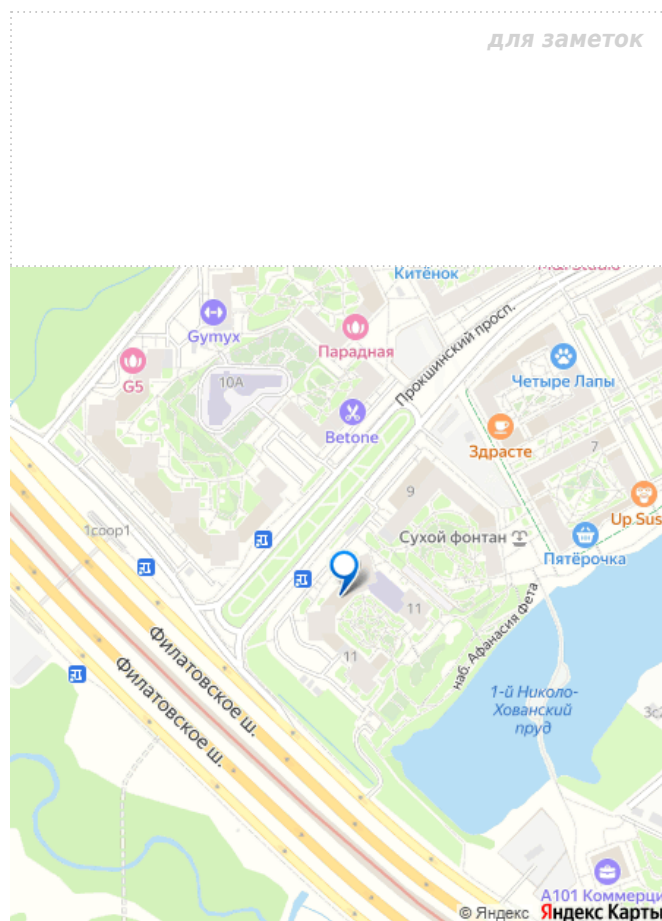 для заметок
Китёнок
Gymyx
Парадная
Прокшинский просп.
G5
10А
Четыре Лапы
Betone
Здрасте
7
9
Up.Sus
1соор1
Сухой фонтан
Пятёрочка
11
наб. Афанасия Фета
11
Филатовское ш.
Филатовское ш.
1-й Николо-
Хованский
пруд
А101 Коммерци
© Яндекс Яндекс Карты